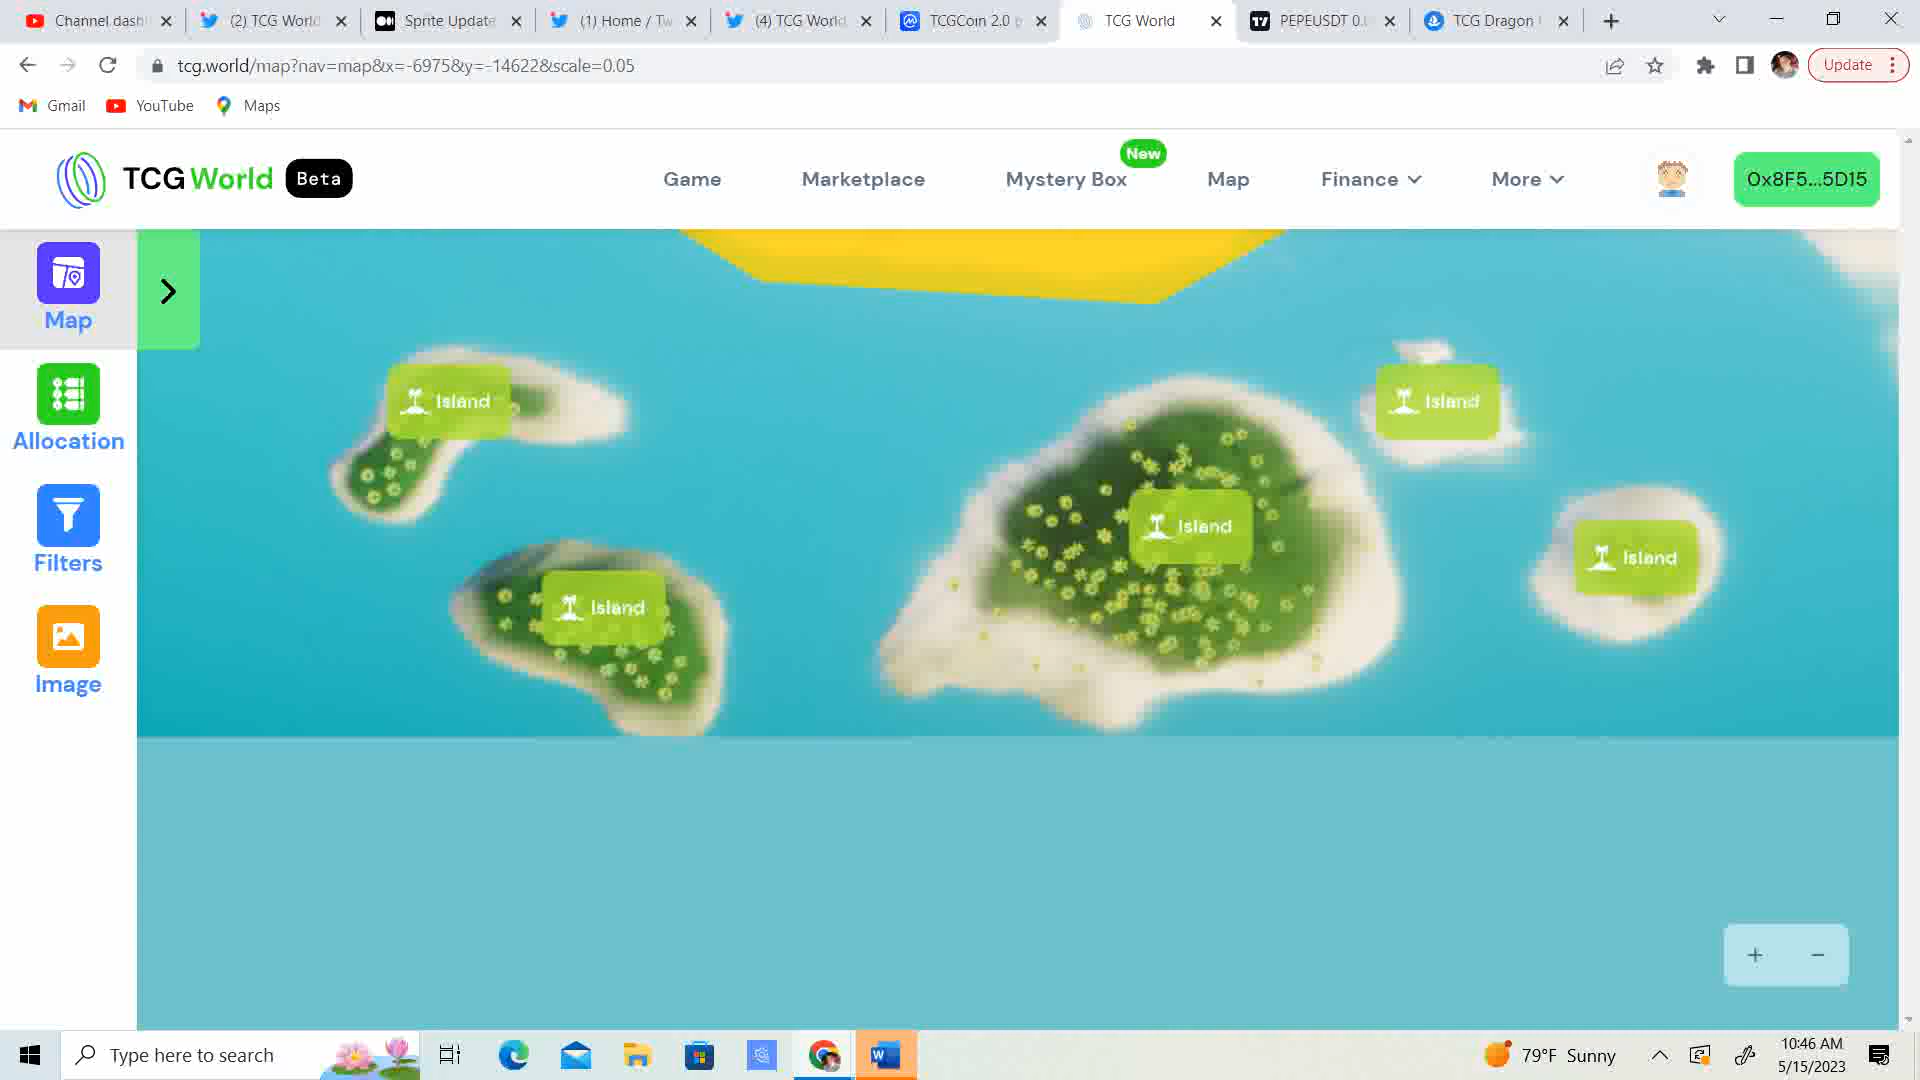 Channel dash
(2) TCG World
Sprite Update
(1) Home / Tw
(4) TCG World
TCGCoin 2.0 p
TCG World
PEPEUSDT 0.
TCG Dragon
tcg.world/map?nav=map&x=-6975&y=-14622&scale=0.05
Update
Gmail
YouTube
Maps
TCG World
Beta
Game
Marketplace
Mystery Box
New
Map
Finance
More
0x8F5...5D15
Map
Allocation
Filters
Image
Island
Island
Island
Island
Island
+ −
Type here to search
79°F Sunny
10:46 AM
5/15/2023